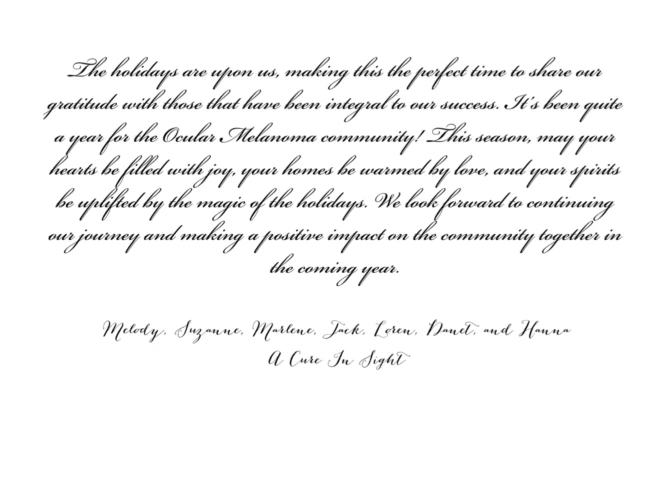 The holidays are upon us, making this the perfect time to share our
gratitude with those that have been integral to our success. It's been quite
a year for the Ocular Melanoma community! This season, may your
hearts be filled with joy, your homes be warmed by love, and your spirits
be uplifted by the magic of the holidays. We look forward to continuing
our journey and making a positive impact on the community together in
the coming year.
Melody, Suzanne, Marlene, Jack, Loren, Danet, and Hanna
A Cure In Sight